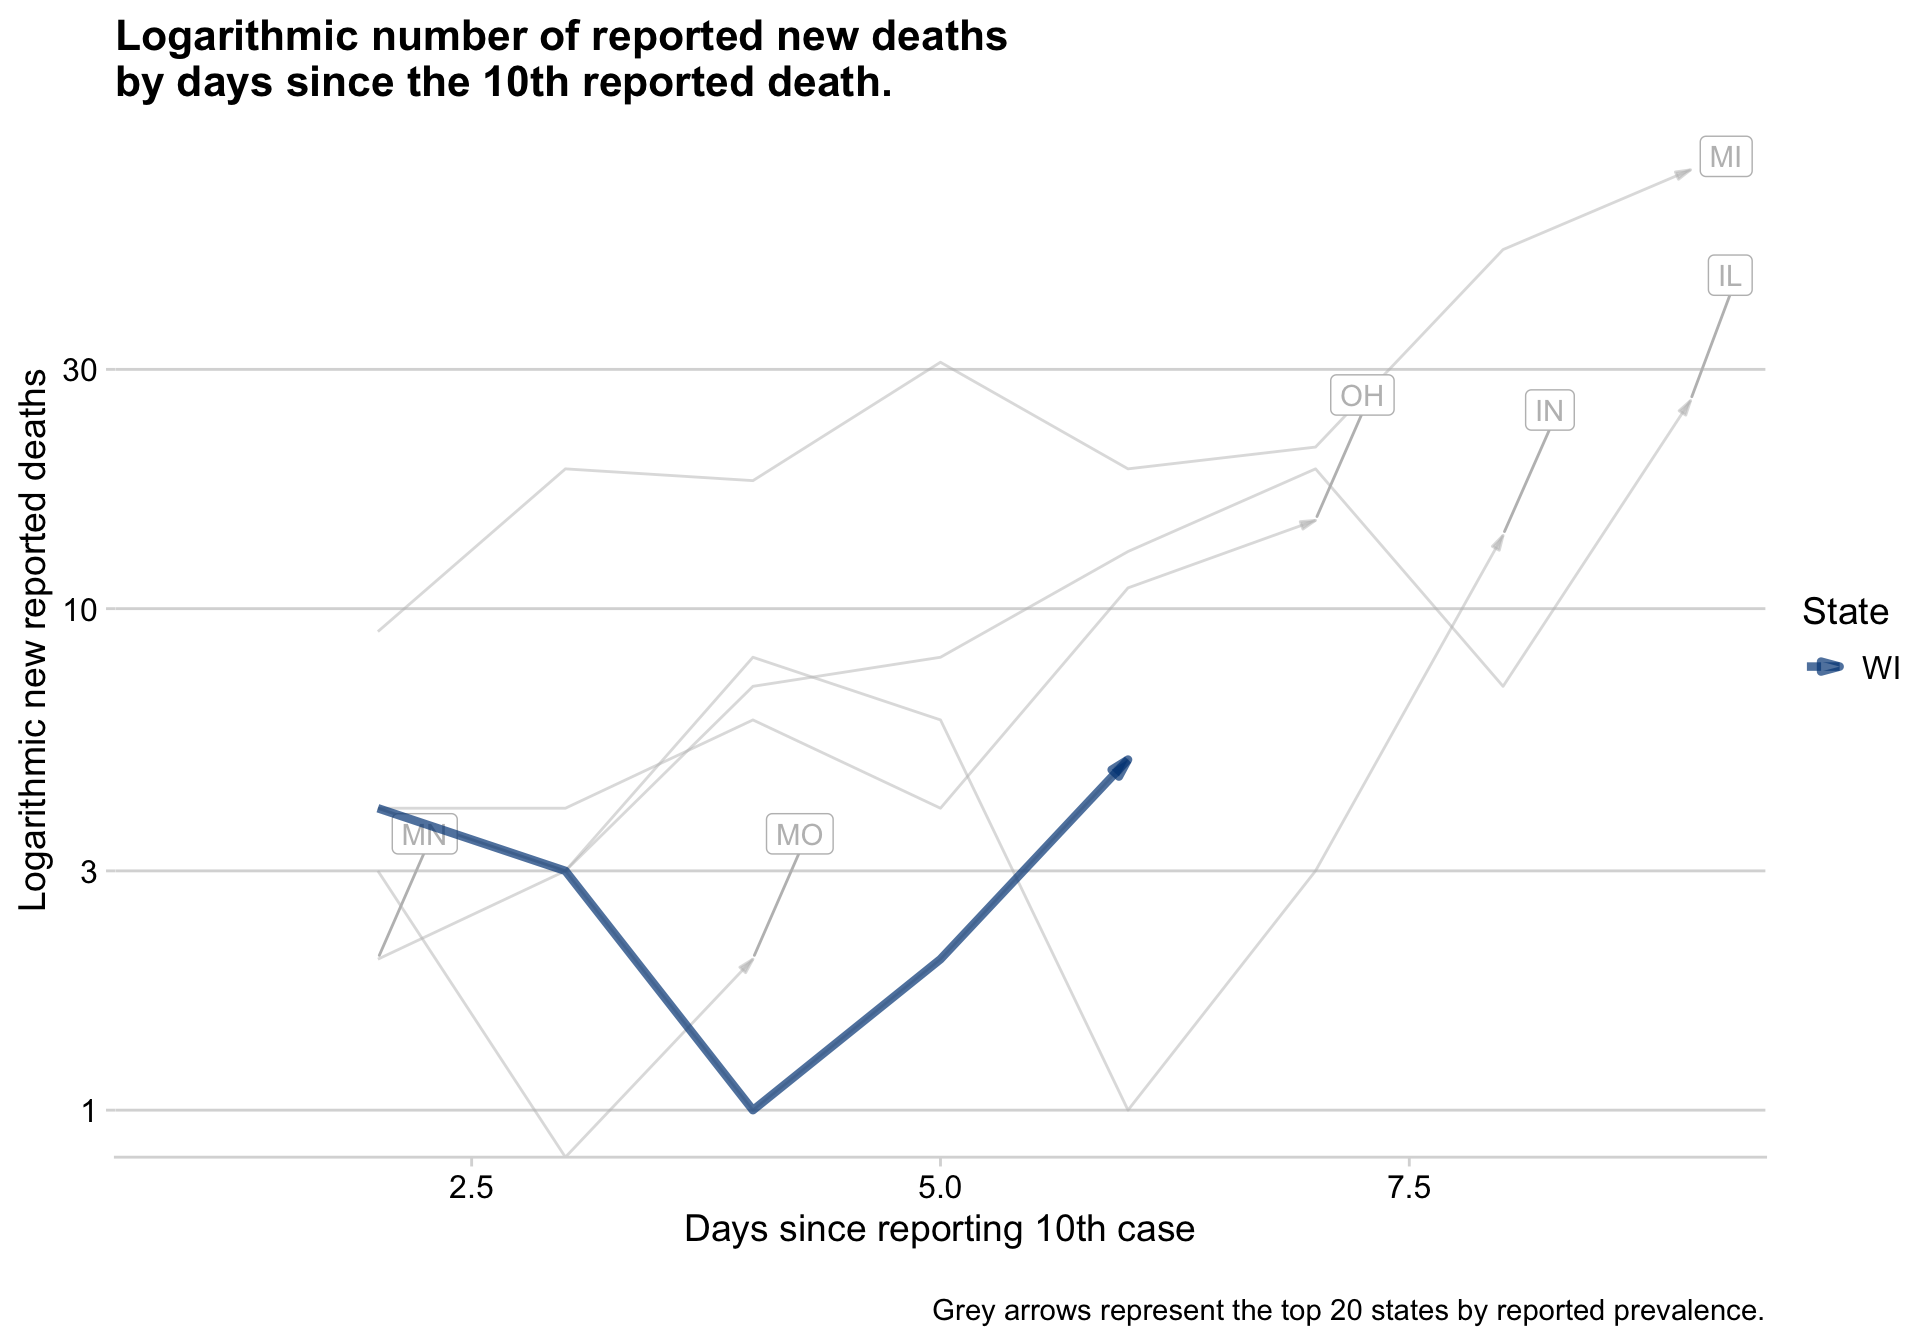 Logarithmic number of reported new deaths
by days since the 10th reported death.
MI
IL
30
OH
IN
Logarithmic new reported deaths
10
State
WI
MN
MO
3
1
2.5
5.0
7.5
Days since reporting 10th case
Grey arrows represent the top 20 states by reported prevalence.